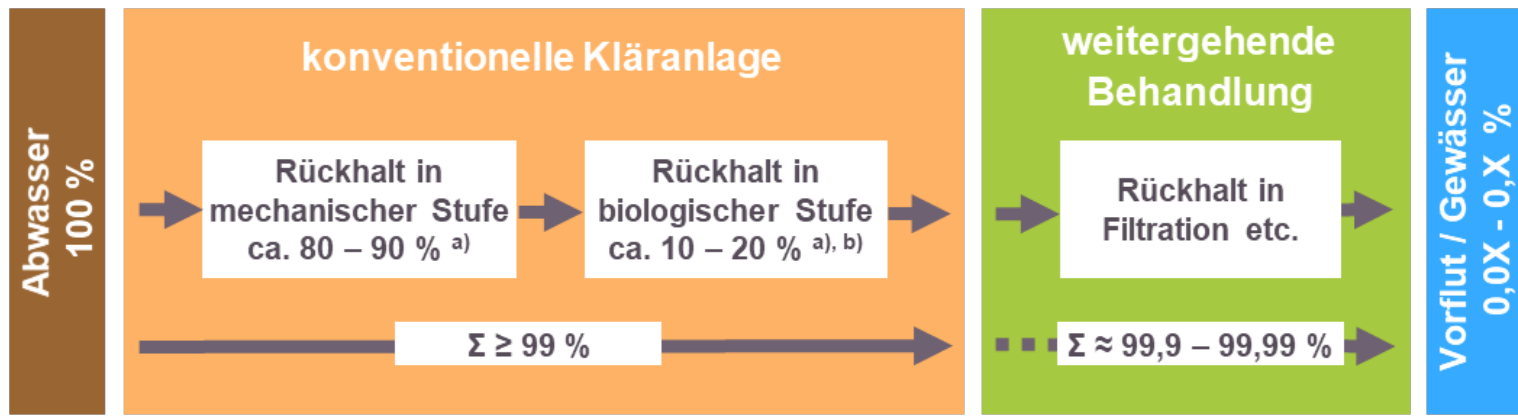 Abwasser
100 %
konventionelle Kläranlage
Rückhalt in
mechanischer Stufe
ca. 80 – 90 % a)
Rückhalt in
biologischer Stufe
ca. 10 – 20 % a), b)
Σ ≥ 99 %
weitergehende
Behandlung
Rückhalt in
Filtration etc.
Σ ≈ 99,9 – 99,99 %
Vorflut / Gewässer
0,0X - 0,X %